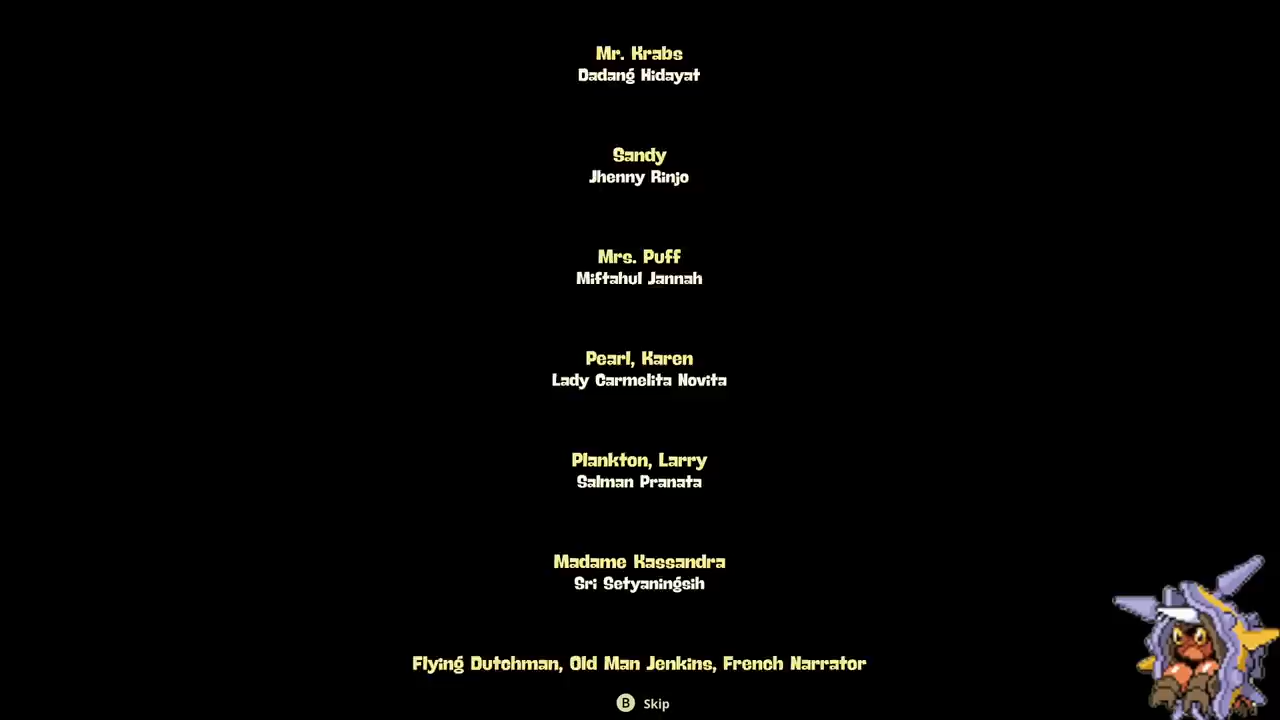 Mr. Krabs
Dadang Hidayat
Sandy
Jhenny Rinjo
Mrs. Puff
Miftahul Jannah
Pearl, Karen
Lady Carmelita Novita
Plankton, Larry
Salman Pranata
Madame Kassandra
Sri Setyaningsih
Flying Dutchman, Old Man Jenkins, French Narrator
B Skip